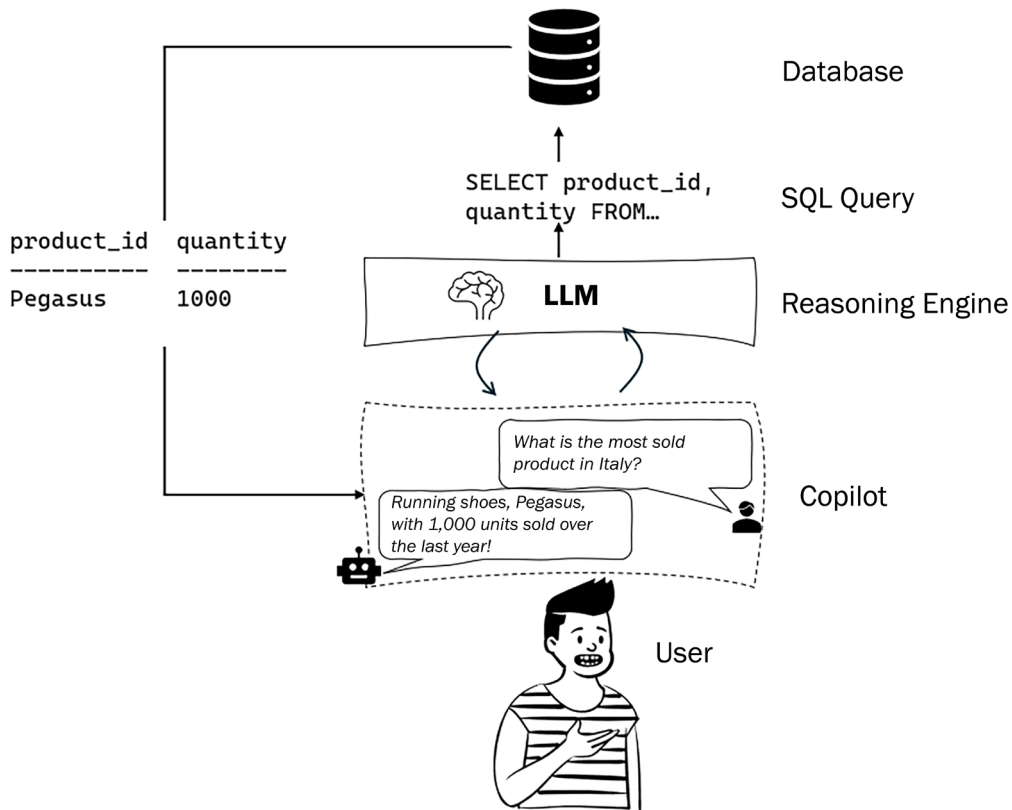 Database
SELECT product_id,
quantity FROM…
SQL Query
product_id quantity
---------- --------
Pegasus 1000
LLM
Reasoning Engine
What is the most sold
product in Italy?
Running shoes, Pegasus,
with 1,000 units sold over
the last year!
Copilot
User